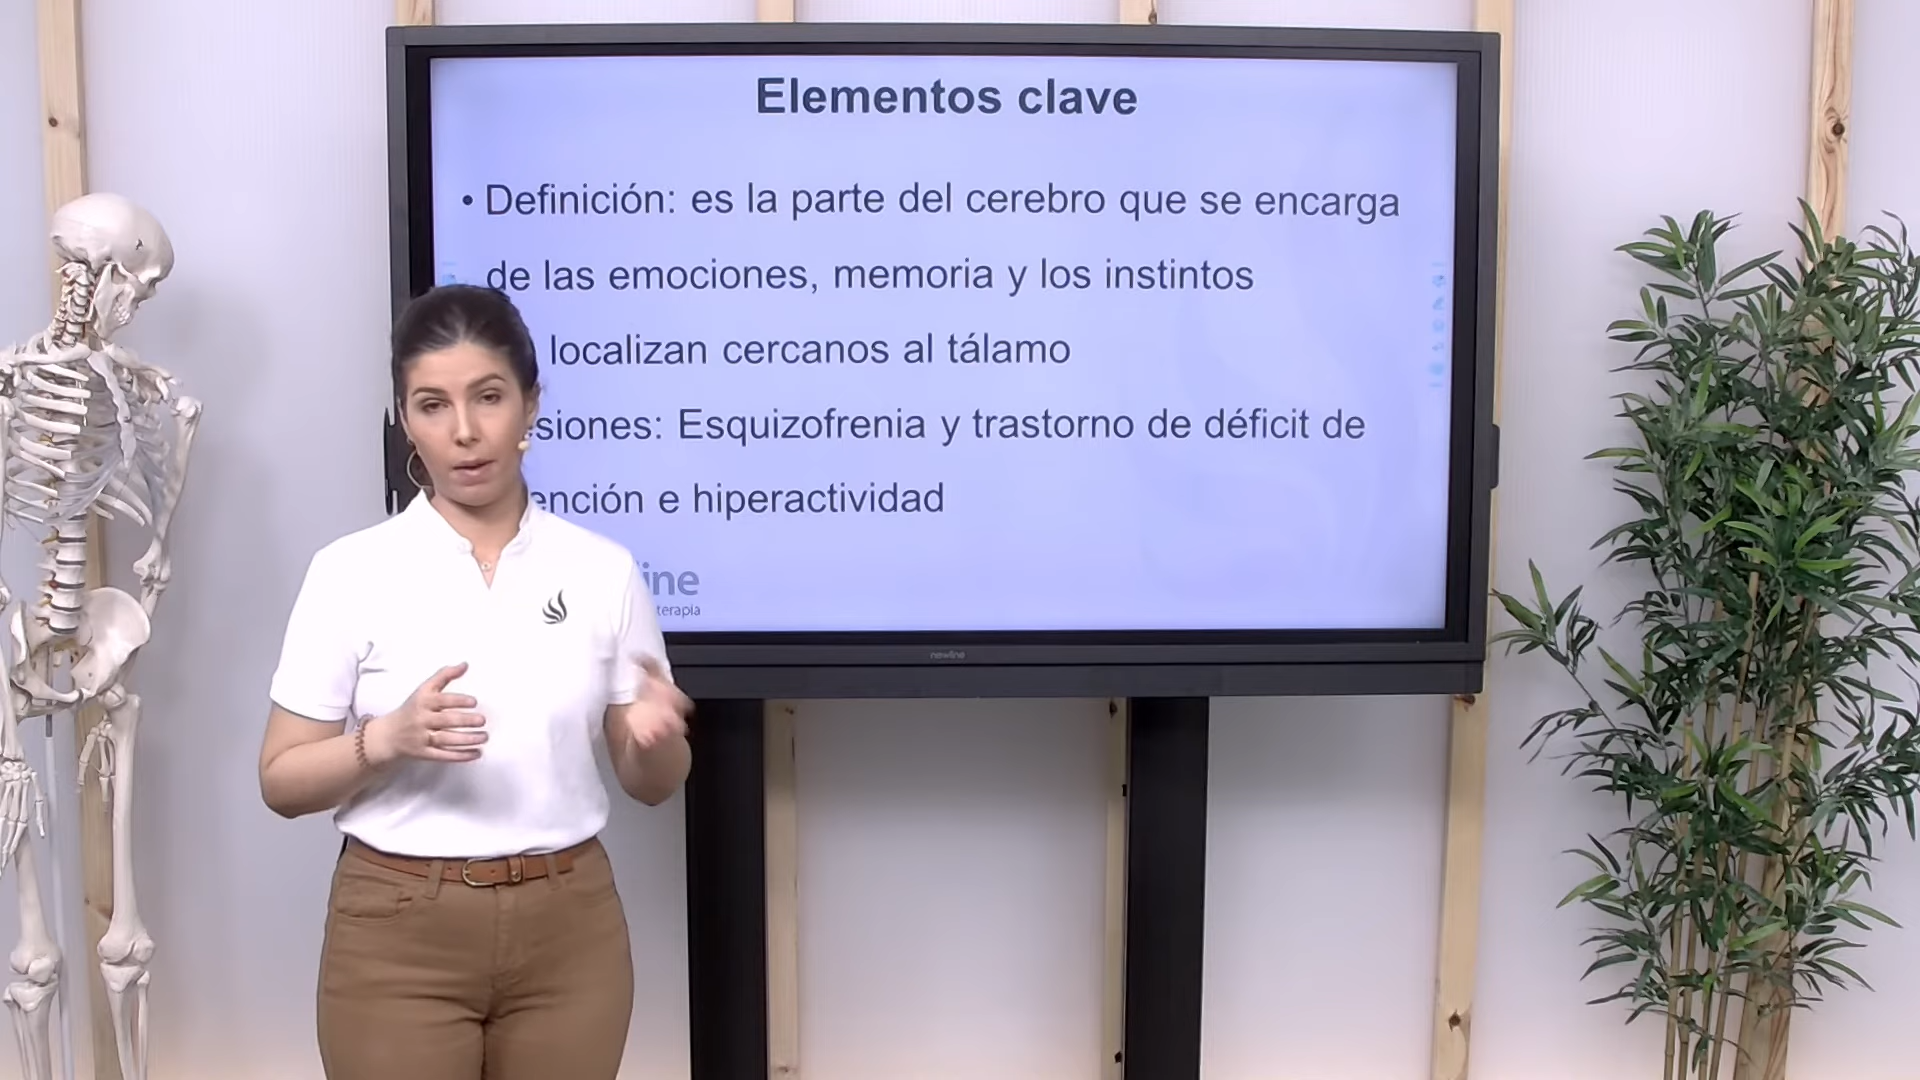 Elementos clave
• Definición: es la parte del cerebro que se encarga
de las emociones, memoria y los instintos
localizan cercanos al tálamo
esiones: Esquizofrenia y trastorno de déficit de
ención e hiperactividad
ine
terapia
newline